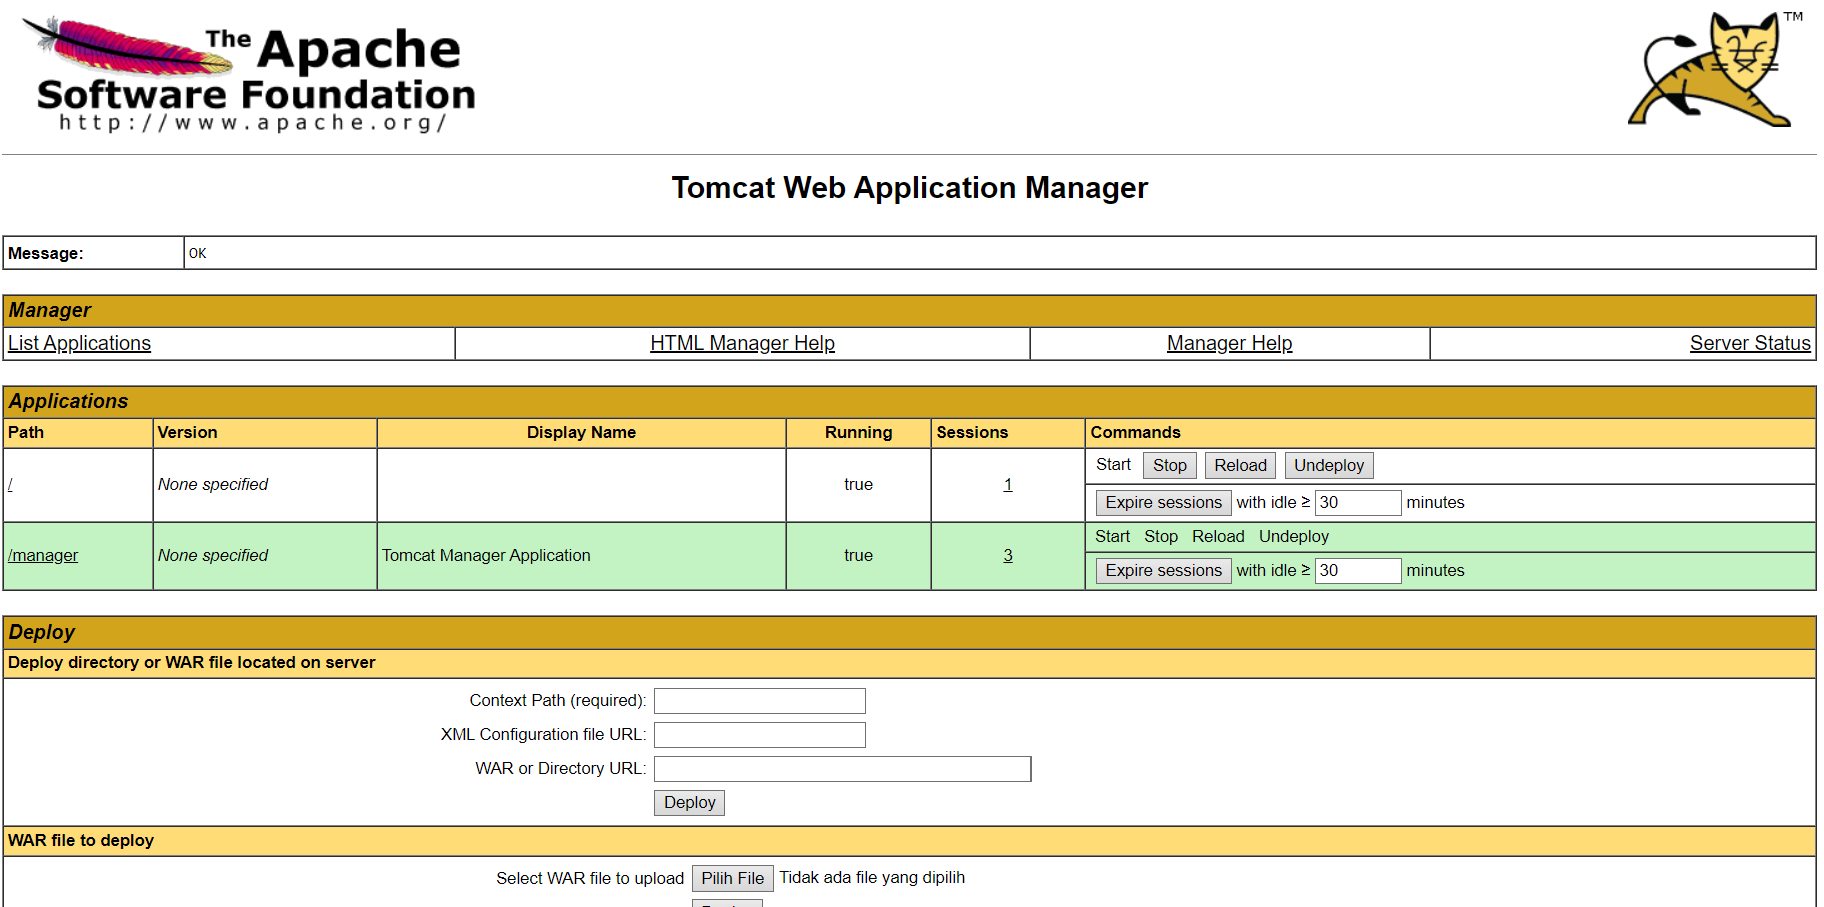 The Apache
Software Foundation
http://www.apache.org/
TM
Tomcat Web Application Manager
Message: OK
Manager
List Applications HTML Manager Help Manager Help Server Status
Applications
Path Version Display Name Running Sessions Commands
/ None specified true 1 Start Stop Reload Undeploy
Expire sessions with idle ≥ 30 minutes
/manager None specified Tomcat Manager Application true 3 Start Stop Reload Undeploy
Expire sessions with idle ≥ 30 minutes
Deploy
Deploy directory or WAR file located on server
Context Path (required):
XML Configuration file URL:
WAR or Directory URL:
Deploy
WAR file to deploy
Select WAR file to upload Pilih File Tidak ada file yang dipilih